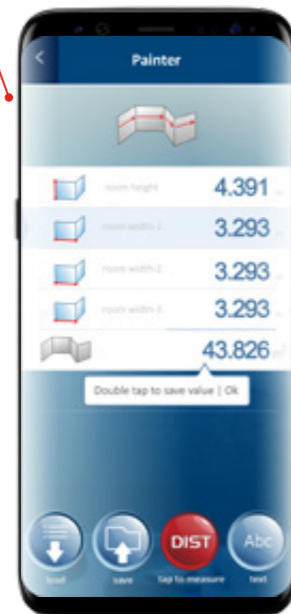 Painter
room height 4.391 m
room width-1 3.293 m
room width-2 3.293 m
room width-3 3.293 m
43.826 m²
Double tap to save value | Ok
DIST Abc
load save tap to measure text